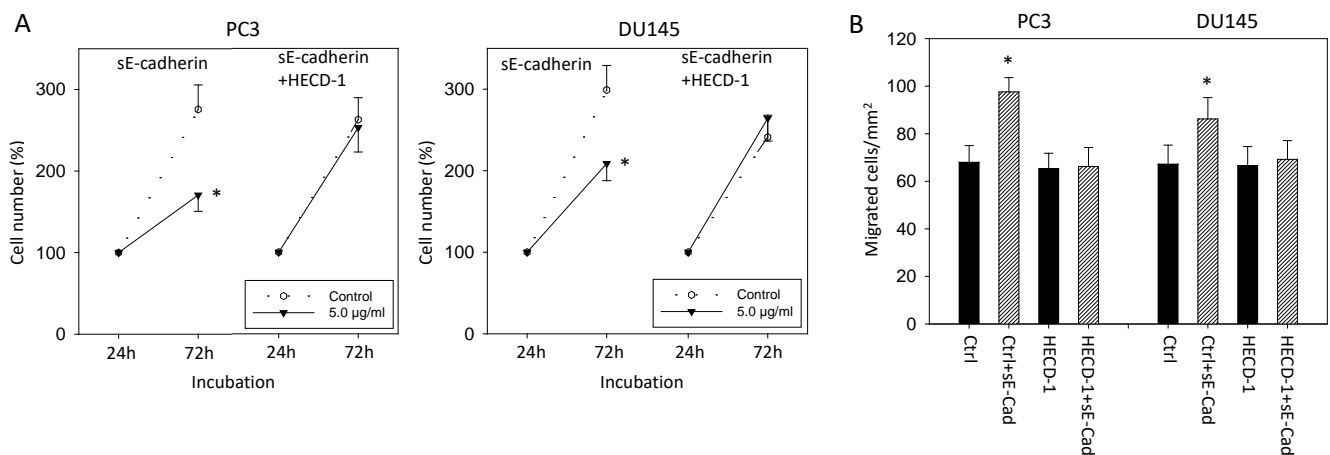 A
PC3
sE-cadherin
sE-cadherin
+HECD-1
Cell number (%)
300
200
100
0
Control
5.0 µg/ml
*
24h
72h
24h
72h
Incubation
DU145
sE-cadherin
sE-cadherin
+HECD-1
Cell number (%)
300
200
100
0
Control
5.0 µg/ml
*
24h
72h
24h
72h
Incubation
B
PC3
DU145
Migrated cells/mm²
120
100
80
60
40
20
0
*
*
Ctrl
Ctrl+sE-Cad
HECD-1
HECD-1+sE-Cad
Ctrl
Ctrl+sE-Cad
HECD-1
HECD-1+sE-Cad